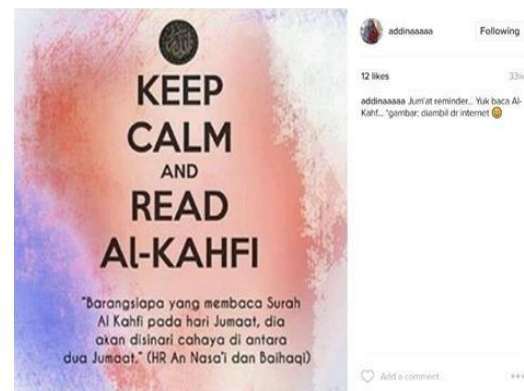 KEEP
CALM
AND
READ
Al-KAHFI
"Barangsiapa yang membaca Surah
Al Kahfi pada hari Jumaat, dia
akan disinari cahaya di antara
dua Jumaat." (HR An Nasa'i dan Baihaqi)
addinaaaaa
Following
12 likes
33w
addinaaaaa Jum'at reminder... Yuk baca Al-
Kahf... *gambar: diambil dr internet
Add a comment...